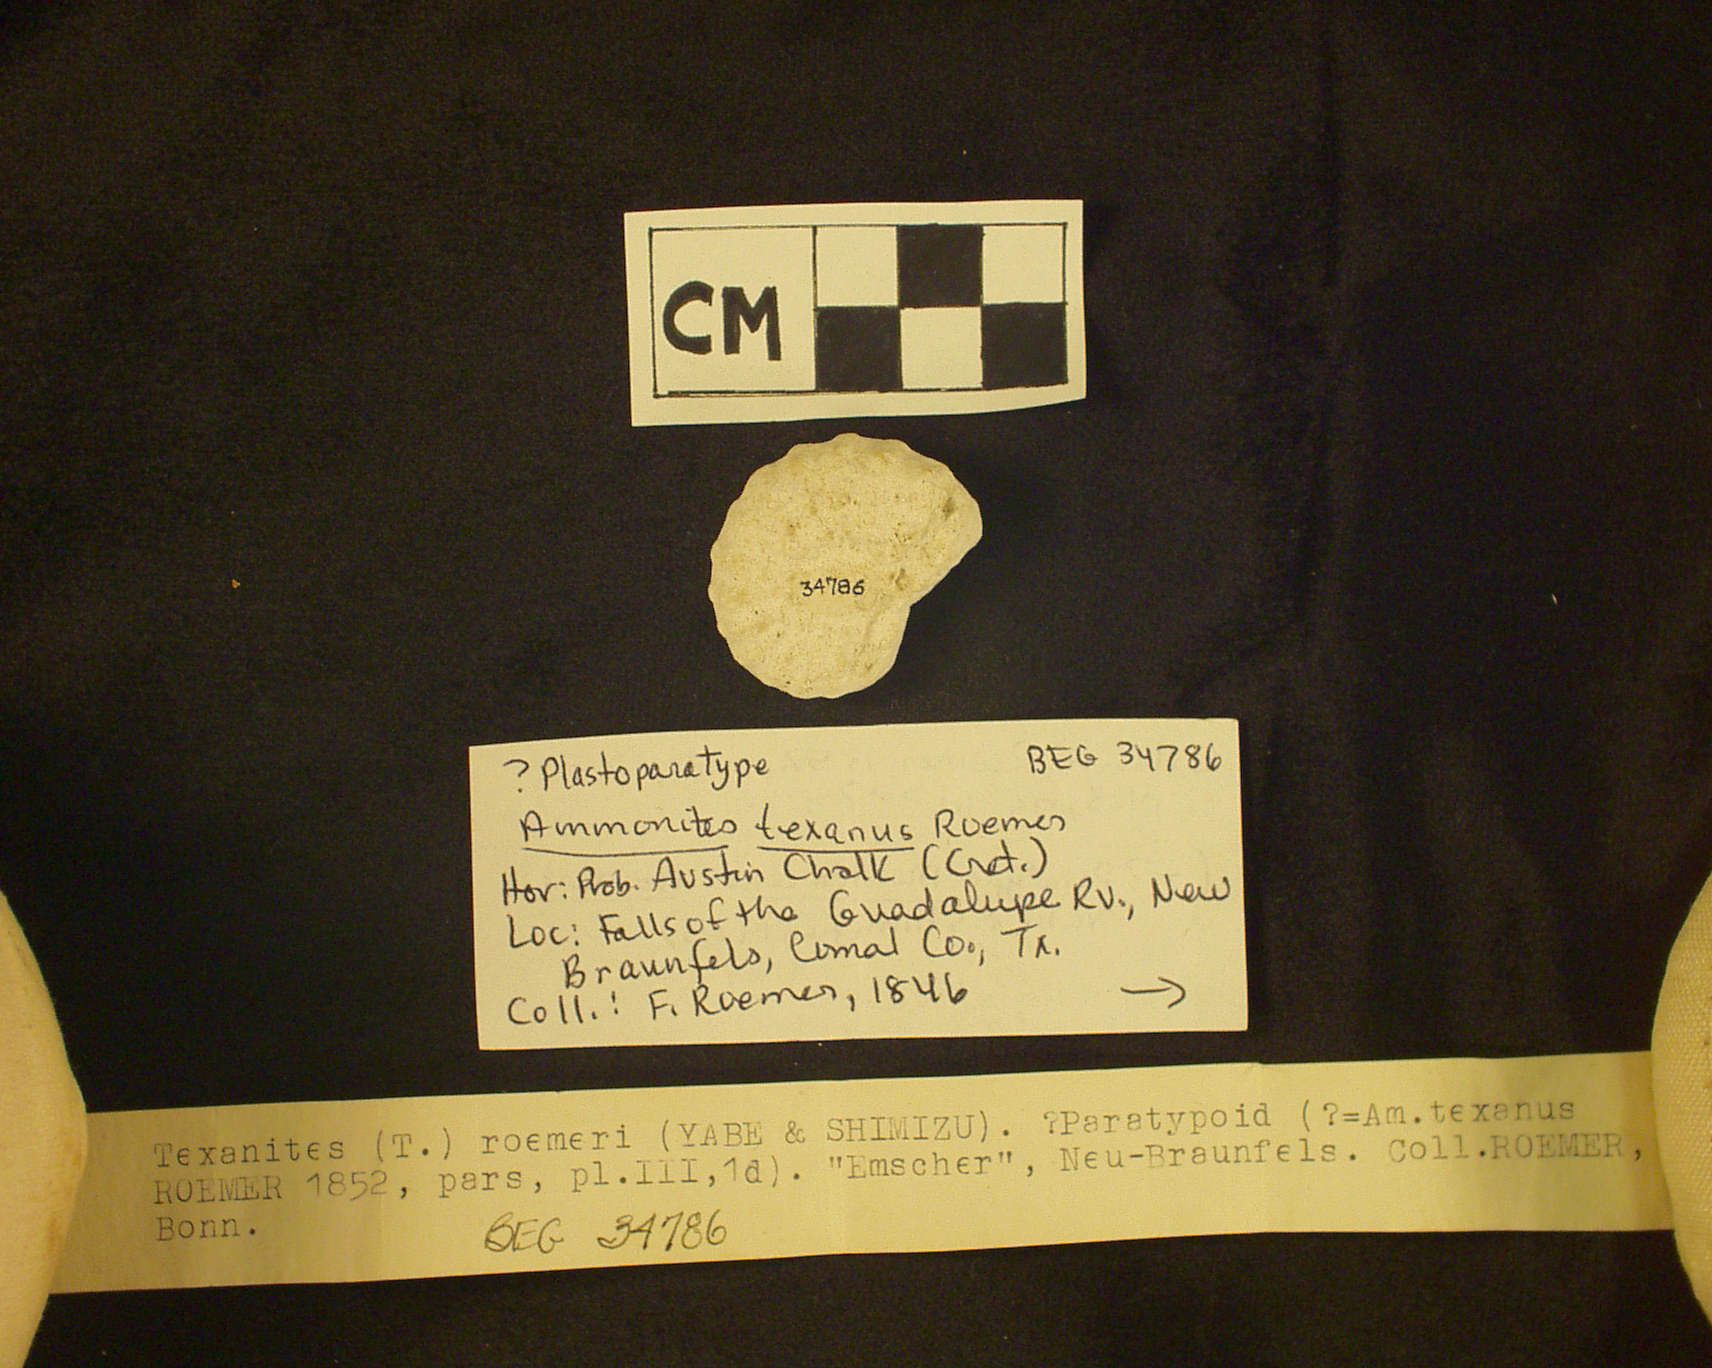 CM
34786
? Plastoparatype BEG 34786
Ammonites texanus Roemer
Hor: Prob. Austin Chalk (Cret.)
Loc: Falls of the Guadalupe Rv., New
Braunfels, Comal Co., Tx.
Coll.: F. Roemer, 1846 →
Texanites (T.) roemeri (YABE & SHIMIZU). ?Paratypoid (?=Am.texanus
ROEMER 1852, pars, pl.III,1d). "Emscher", Neu-Braunfels. Coll.ROEMER,
Bonn.
BEG 34786